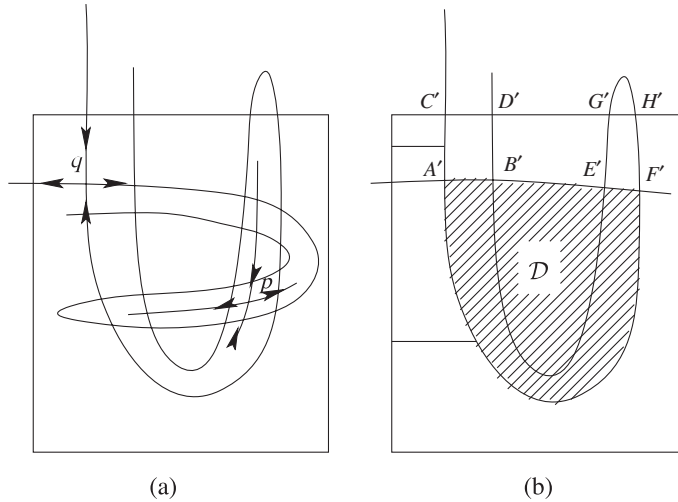 q
p
(a)
C′ D′ G′ H′
A′ B′ E′ F′
𝒟
(b)